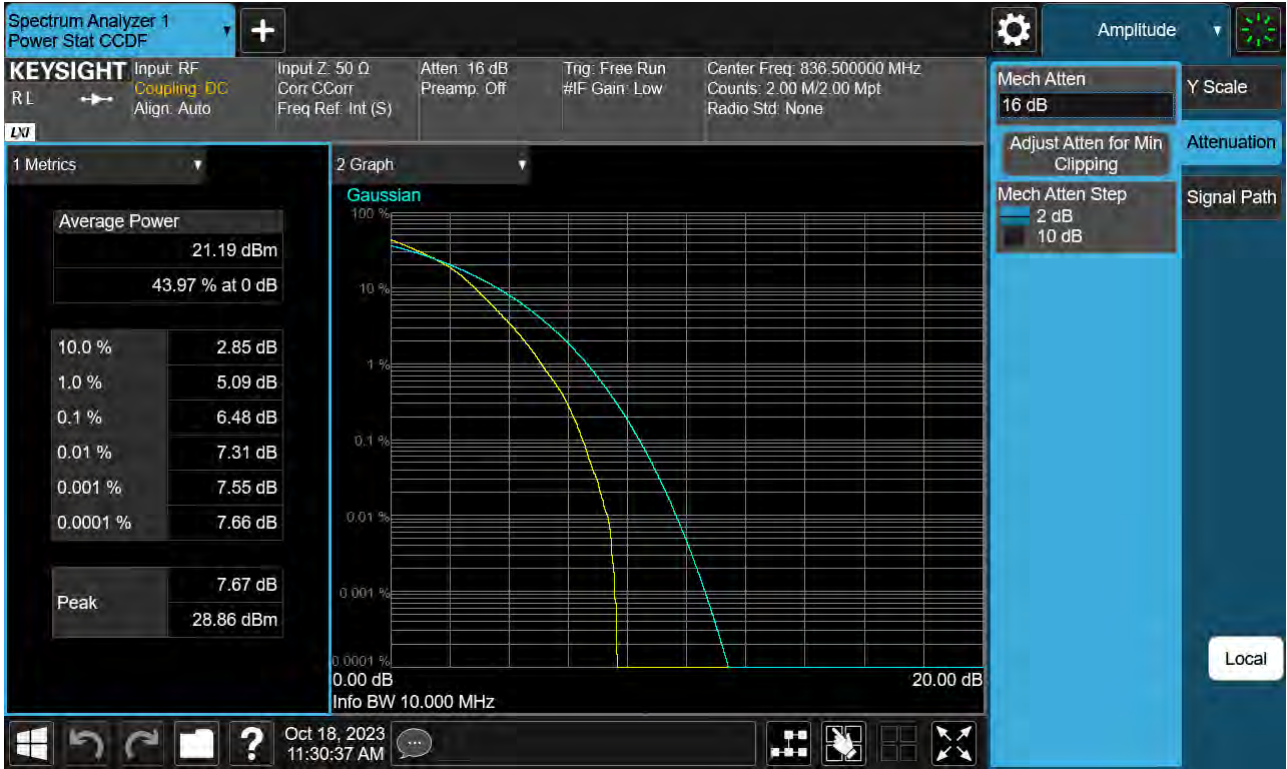 Spectrum Analyzer 1
Power Stat CCDF
+
Amplitude
KEYSIGHT
R L
LXI
Input: RF
Coupling: DC
Align: Auto
Input Z: 50 Ω
Corr CCorr
Freq Ref: Int (S)
Atten: 16 dB
Preamp: Off
Trig: Free Run
#IF Gain: Low
Center Freq: 836.500000 MHz
Counts: 2.00 M/2.00 Mpt
Radio Std: None
1 Metrics
Average Power
21.19 dBm
43.97 % at 0 dB
10.0 % 2.85 dB
1.0 % 5.09 dB
0.1 % 6.48 dB
0.01 % 7.31 dB
0.001 % 7.55 dB
0.0001 % 7.66 dB
Peak
7.67 dB
28.86 dBm
2 Graph
Gaussian
100 %
10 %
1 %
0.1 %
0.01 %
0.001 %
0.0001 %
0.00 dB 20.00 dB
Info BW 10.000 MHz
Mech Atten
16 dB
Adjust Atten for Min
Clipping
Mech Atten Step
2 dB
10 dB
Y Scale
Attenuation
Signal Path
Local
?
Oct 18, 2023
11:30:37 AM